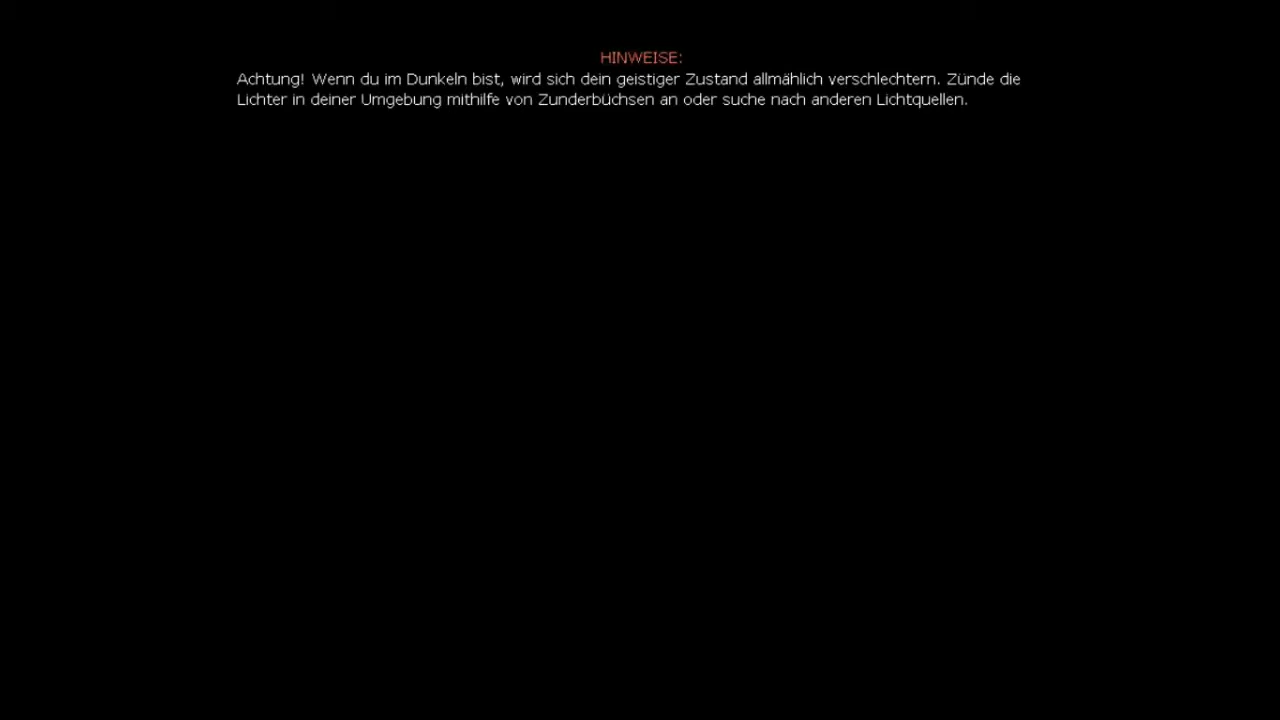 HINWEISE:
Achtung! Wenn du im Dunkeln bist, wird sich dein geistiger Zustand allmählich verschlechtern. Zünde die
Lichter in deiner Umgebung mithilfe von Zunderbüchsen an oder suche nach anderen Lichtquellen.